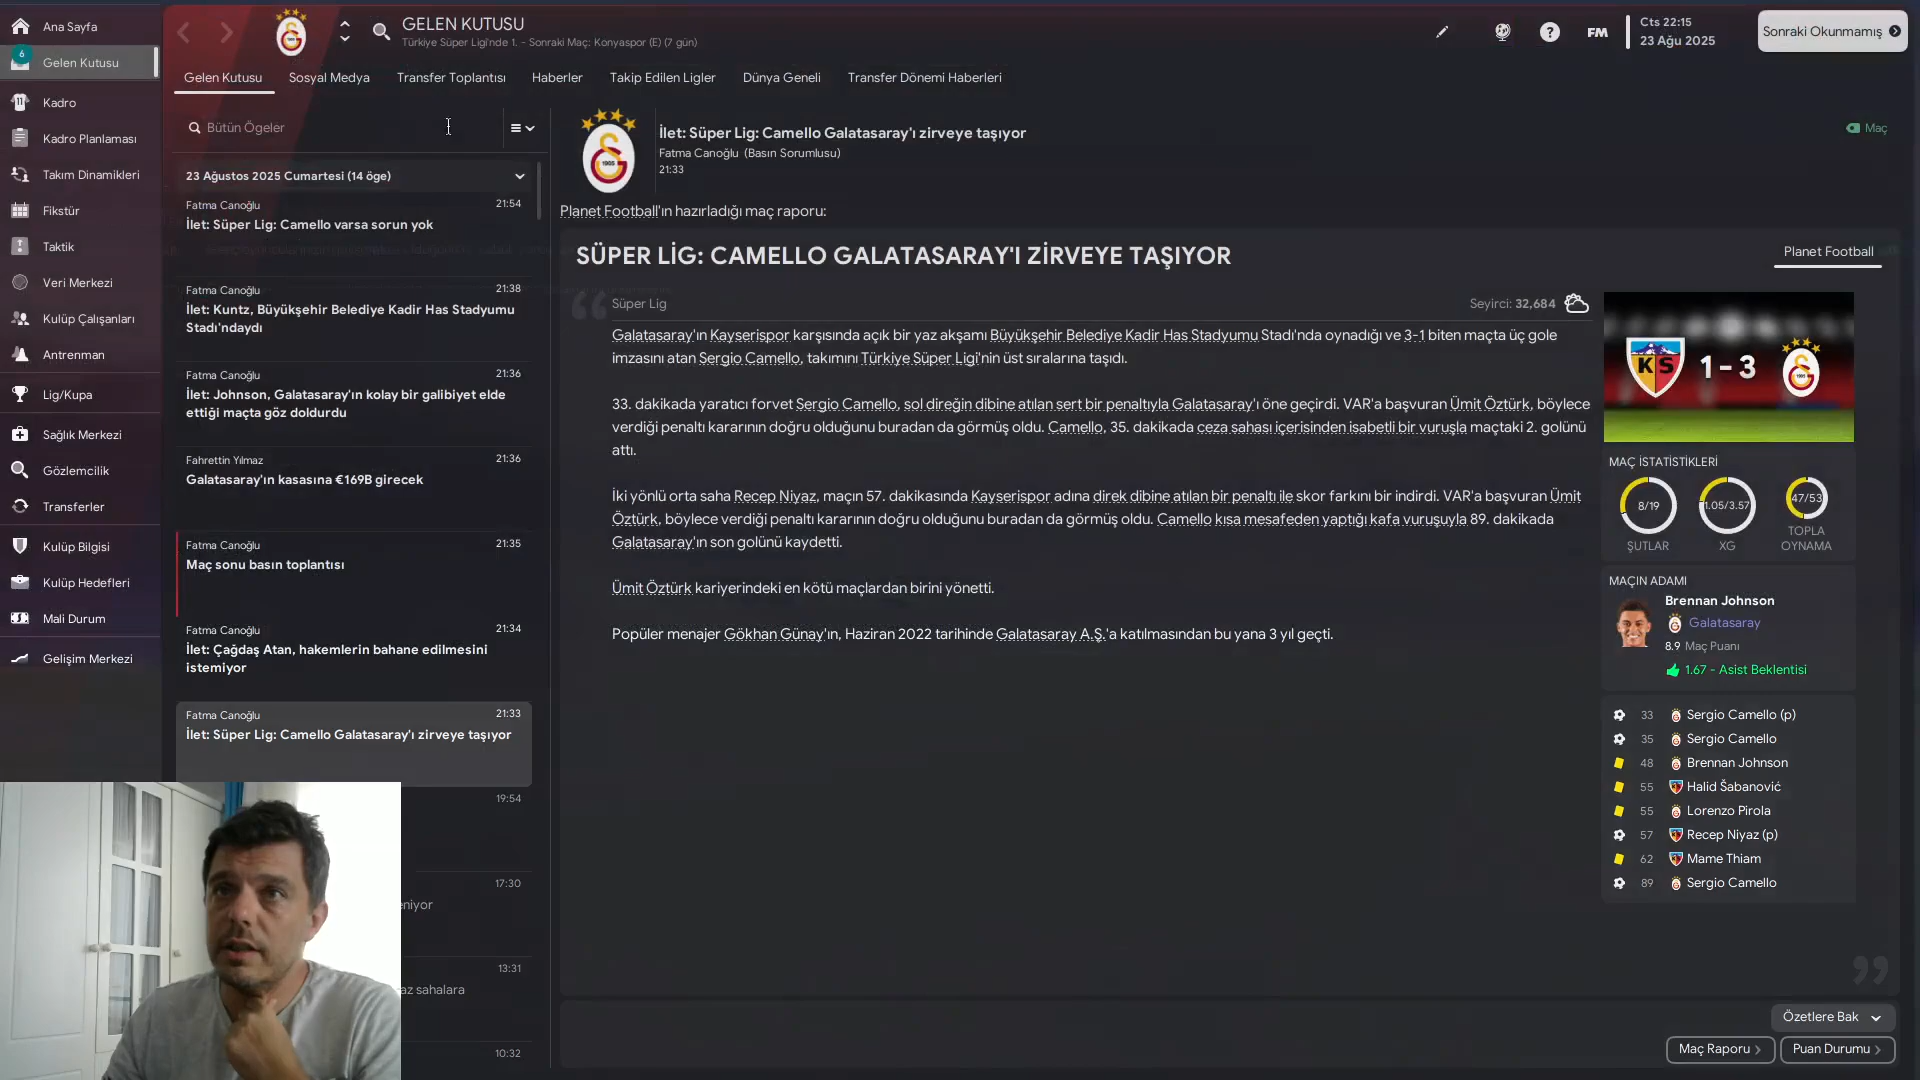 Ana Sayfa
6
Gelen Kutusu
Kadro
Kadro Planlaması
Takım Dinamikleri
Fikstür
Taktik
Veri Merkezi
Kulüp Çalışanları
Antrenman
Lig/Kupa
Sağlık Merkezi
Gözlemcilik
Transferler
Kulüp Bilgisi
Kulüp Hedefleri
Mali Durum
Gelişim Merkezi
GELEN KUTUSU
Türkiye Süper Ligi'nde 1. - Sonraki Maç: Konyaspor (E) (7 gün)
FM
Cts 22:15
23 Ağu 2025
Sonraki Okunmamış
Gelen Kutusu
Sosyal Medya
Transfer Toplantısı
Haberler
Takip Edilen Ligler
Dünya Geneli
Transfer Dönemi Haberleri
Bütün Ögeler
23 Ağustos 2025 Cumartesi (14 öge)
Fatma Canoğlu 21:54
İlet: Süper Lig: Camello varsa sorun yok
Fatma Canoğlu 21:38
İlet: Kuntz, Büyükşehir Belediye Kadir Has Stadyumu
Stadı'ndaydı
Fatma Canoğlu 21:36
İlet: Johnson, Galatasaray'ın kolay bir galibiyet elde
ettiği maçta göz doldurdu
Fahrettin Yılmaz 21:36
Galatasaray'ın kasasına €169B girecek
Fatma Canoğlu 21:35
Maç sonu basın toplantısı
Fatma Canoğlu 21:34
İlet: Çağdaş Atan, hakemlerin bahane edilmesini
istemiyor
Fatma Canoğlu 21:33
İlet: Süper Lig: Camello Galatasaray'ı zirveye taşıyor
19:54
17:30
eniyor
13:31
az sahalara
10:32
İlet: Süper Lig: Camello Galatasaray'ı zirveye taşıyor
Fatma Canoğlu (Basın Sorumlusu)
21:33
Maç
Planet Football'ın hazırladığı maç raporu:
SÜPER LİG: CAMELLO GALATASARAY'I ZİRVEYE TAŞIYOR
Planet Football
Süper Lig
Seyirci: 32,684
Galatasaray'ın Kayserispor karşısında açık bir yaz akşamı Büyükşehir Belediye Kadir Has Stadyumu Stadı'nda oynadığı ve 3-1 biten maçta üç gole
imzasını atan Sergio Camello, takımını Türkiye Süper Ligi'nin üst sıralarına taşıdı.
33. dakikada yaratıcı forvet Sergio Camello, sol direğin dibine atılan sert bir penaltıyla Galatasaray'ı öne geçirdi. VAR'a başvuran Ümit Öztürk, böylece
verdiği penaltı kararının doğru olduğunu buradan da görmüş oldu. Camello, 35. dakikada ceza sahası içerisinden isabetli bir vuruşla maçtaki 2. golünü
attı.
İki yönlü orta saha Recep Niyaz, maçın 57. dakikasında Kayserispor adına direk dibine atılan bir penaltı ile skor farkını bir indirdi. VAR'a başvuran Ümit
Öztürk, böylece verdiği penaltı kararının doğru olduğunu buradan da görmüş oldu. Camello kısa mesafeden yaptığı kafa vuruşuyla 89. dakikada
Galatasaray'ın son golünü kaydetti.
Ümit Öztürk kariyerindeki en kötü maçlardan birini yönetti.
Popüler menajer Gökhan Günay'ın, Haziran 2022 tarihinde Galatasaray A.Ş.'a katılmasından bu yana 3 yıl geçti.
KS
1 - 3
MAÇ İSTATİSTİKLERİ
8/19
1.05/3.57
47/53
ŞUTLAR
XG
TOPLA
OYNAMA
MAÇIN ADAMI
Brennan Johnson
Galatasaray
8.9 Maç Puanı
1.67 - Asist Beklentisi
33 Sergio Camello (p)
35 Sergio Camello
48 Brennan Johnson
55 Halid Šabanović
55 Lorenzo Pirola
57 Recep Niyaz (p)
62 Mame Thiam
89 Sergio Camello
Özetlere Bak
Maç Raporu
Puan Durumu